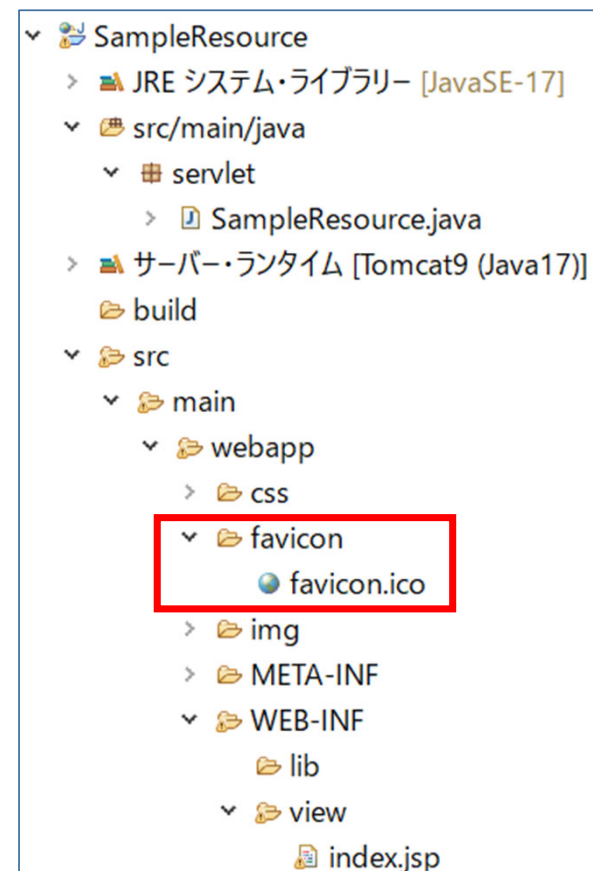 SampleResource
JRE システム・ライブラリー [JavaSE-17]
src/main/java
servlet
SampleResource.java
サーバー・ランタイム [Tomcat9 (Java17)]
build
src
main
webapp
css
favicon
favicon.ico
img
META-INF
WEB-INF
lib
view
index.jsp